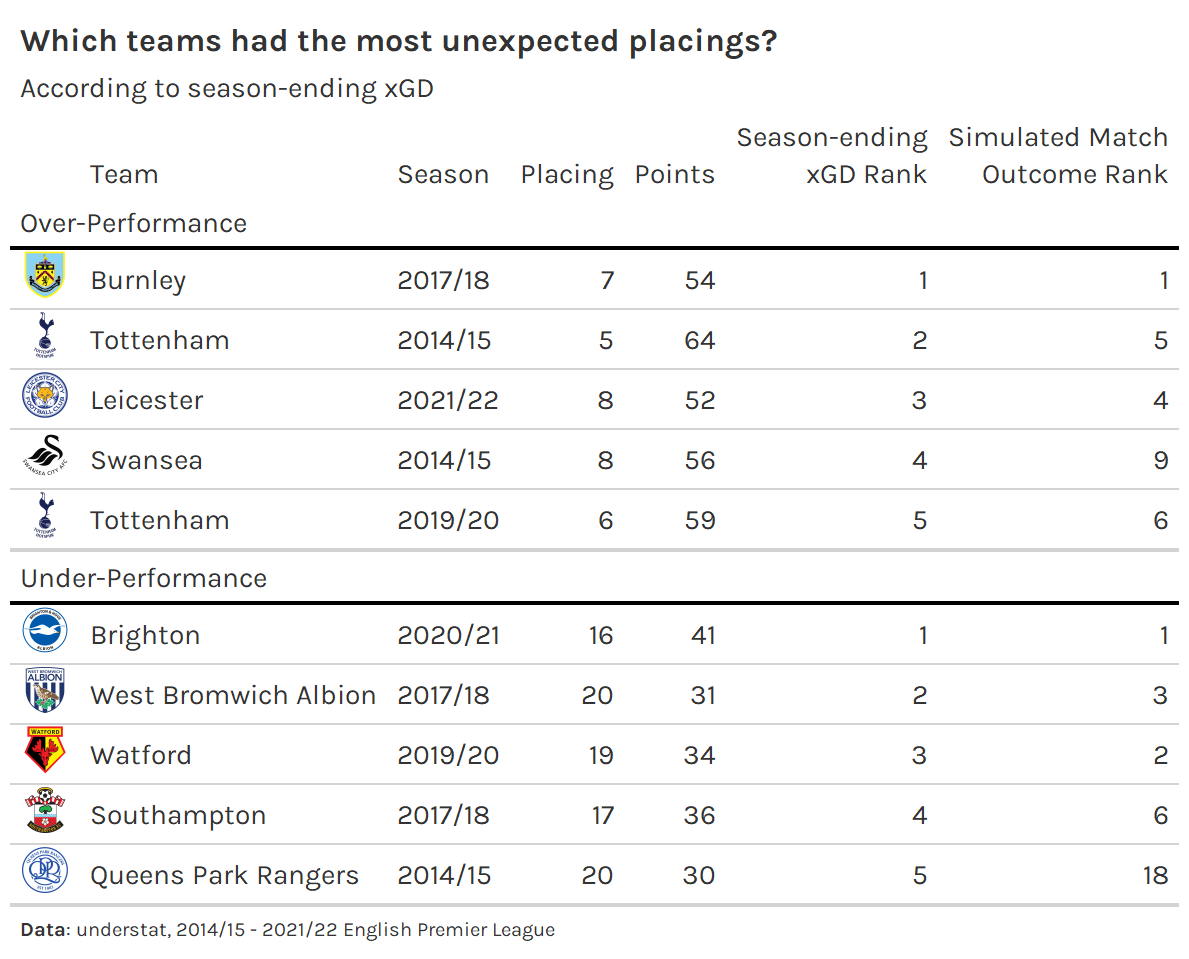 Which teams had the most unexpected placings?
According to season-ending xGD
Team Season Placing Points Season-ending xGD Rank Simulated Match Outcome Rank
Over-Performance
Burnley 2017/18 7 54 1 1
Tottenham 2014/15 5 64 2 5
Leicester 2021/22 8 52 3 4
Swansea 2014/15 8 56 4 9
Tottenham 2019/20 6 59 5 6
Under-Performance
Brighton 2020/21 16 41 1 1
West Bromwich Albion 2017/18 20 31 2 3
Watford 2019/20 19 34 3 2
Southampton 2017/18 17 36 4 6
Queens Park Rangers 2014/15 20 30 5 18
Data: understat, 2014/15 - 2021/22 English Premier League